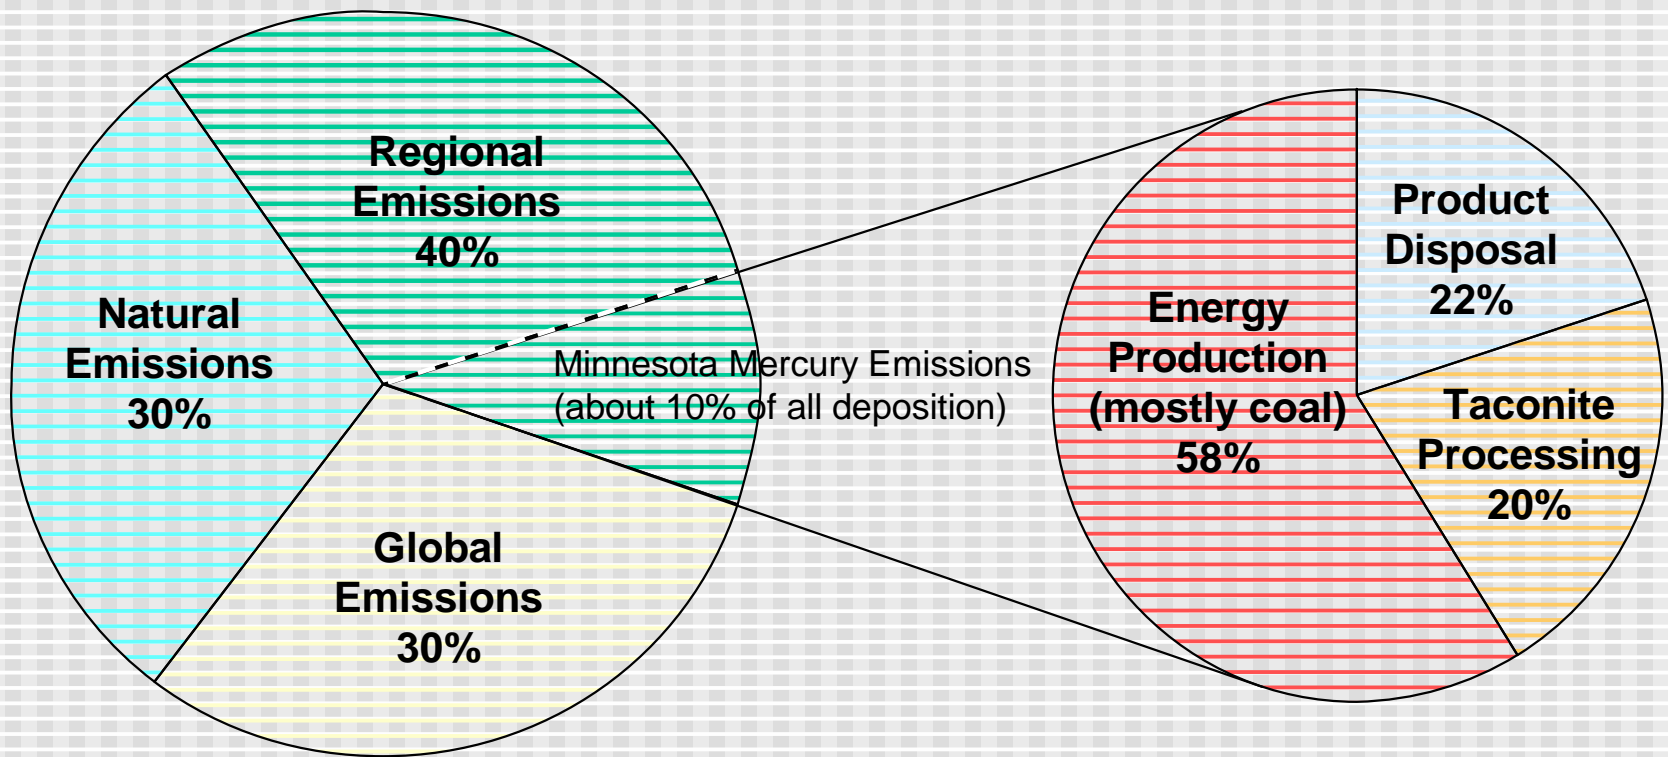 Regional
Emissions
40%
Natural
Emissions
30%
Global
Emissions
30%
Minnesota Mercury Emissions
(about 10% of all deposition)
Energy
Production
(mostly coal)
58%
Product
Disposal
22%
Taconite
Processing
20%